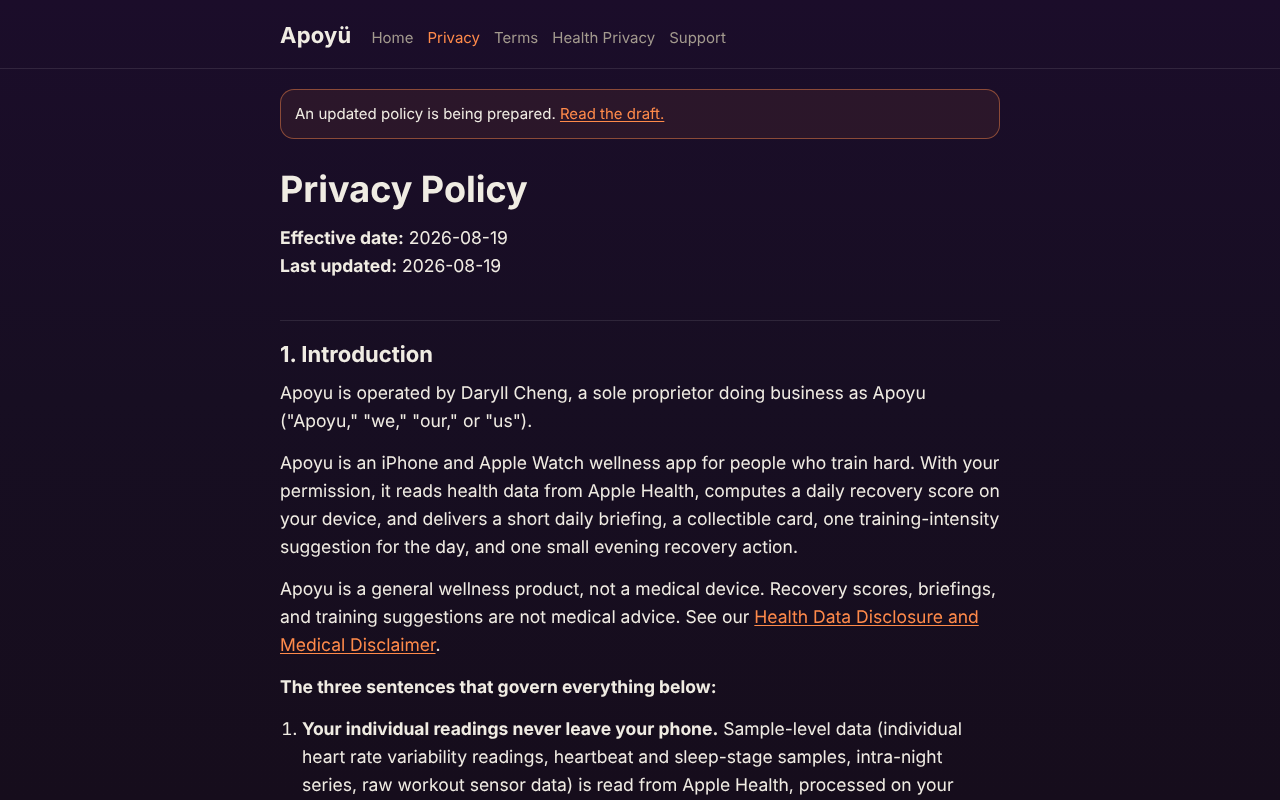 Apoyü Home Privacy Terms Health Privacy Support
An updated policy is being prepared. Read the draft.
Privacy Policy
Effective date: 2026-08-19
Last updated: 2026-08-19
1. Introduction
Apoyu is operated by Daryll Cheng, a sole proprietor doing business as Apoyu
("Apoyu," "we," "our," or "us").
Apoyu is an iPhone and Apple Watch wellness app for people who train hard. With your
permission, it reads health data from Apple Health, computes a daily recovery score on
your device, and delivers a short daily briefing, a collectible card, one training-intensity
suggestion for the day, and one small evening recovery action.
Apoyu is a general wellness product, not a medical device. Recovery scores, briefings,
and training suggestions are not medical advice. See our Health Data Disclosure and
Medical Disclaimer.
The three sentences that govern everything below:
1. Your individual readings never leave your phone. Sample-level data (individual
heart rate variability readings, heartbeat and sleep-stage samples, intra-night
series, raw workout sensor data) is read from Apple Health, processed on your